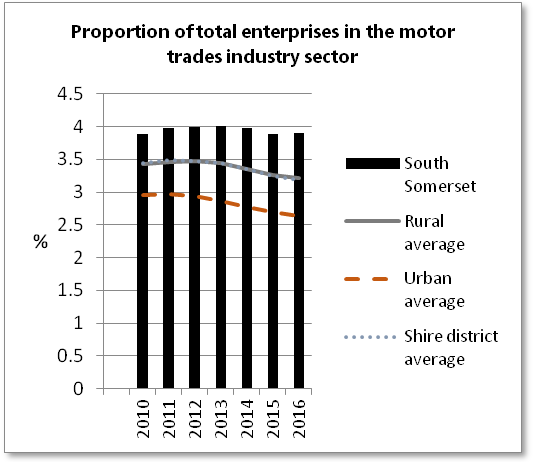 Proportion of total enterprises in the motor
trades industry sector
4.5
4
3.5
3
2.5
2
1.5
1
0.5
0
%
2010
2011
2012
2013
2014
2015
2016
South
Somerset
Rural
average
Urban
average
Shire district
average